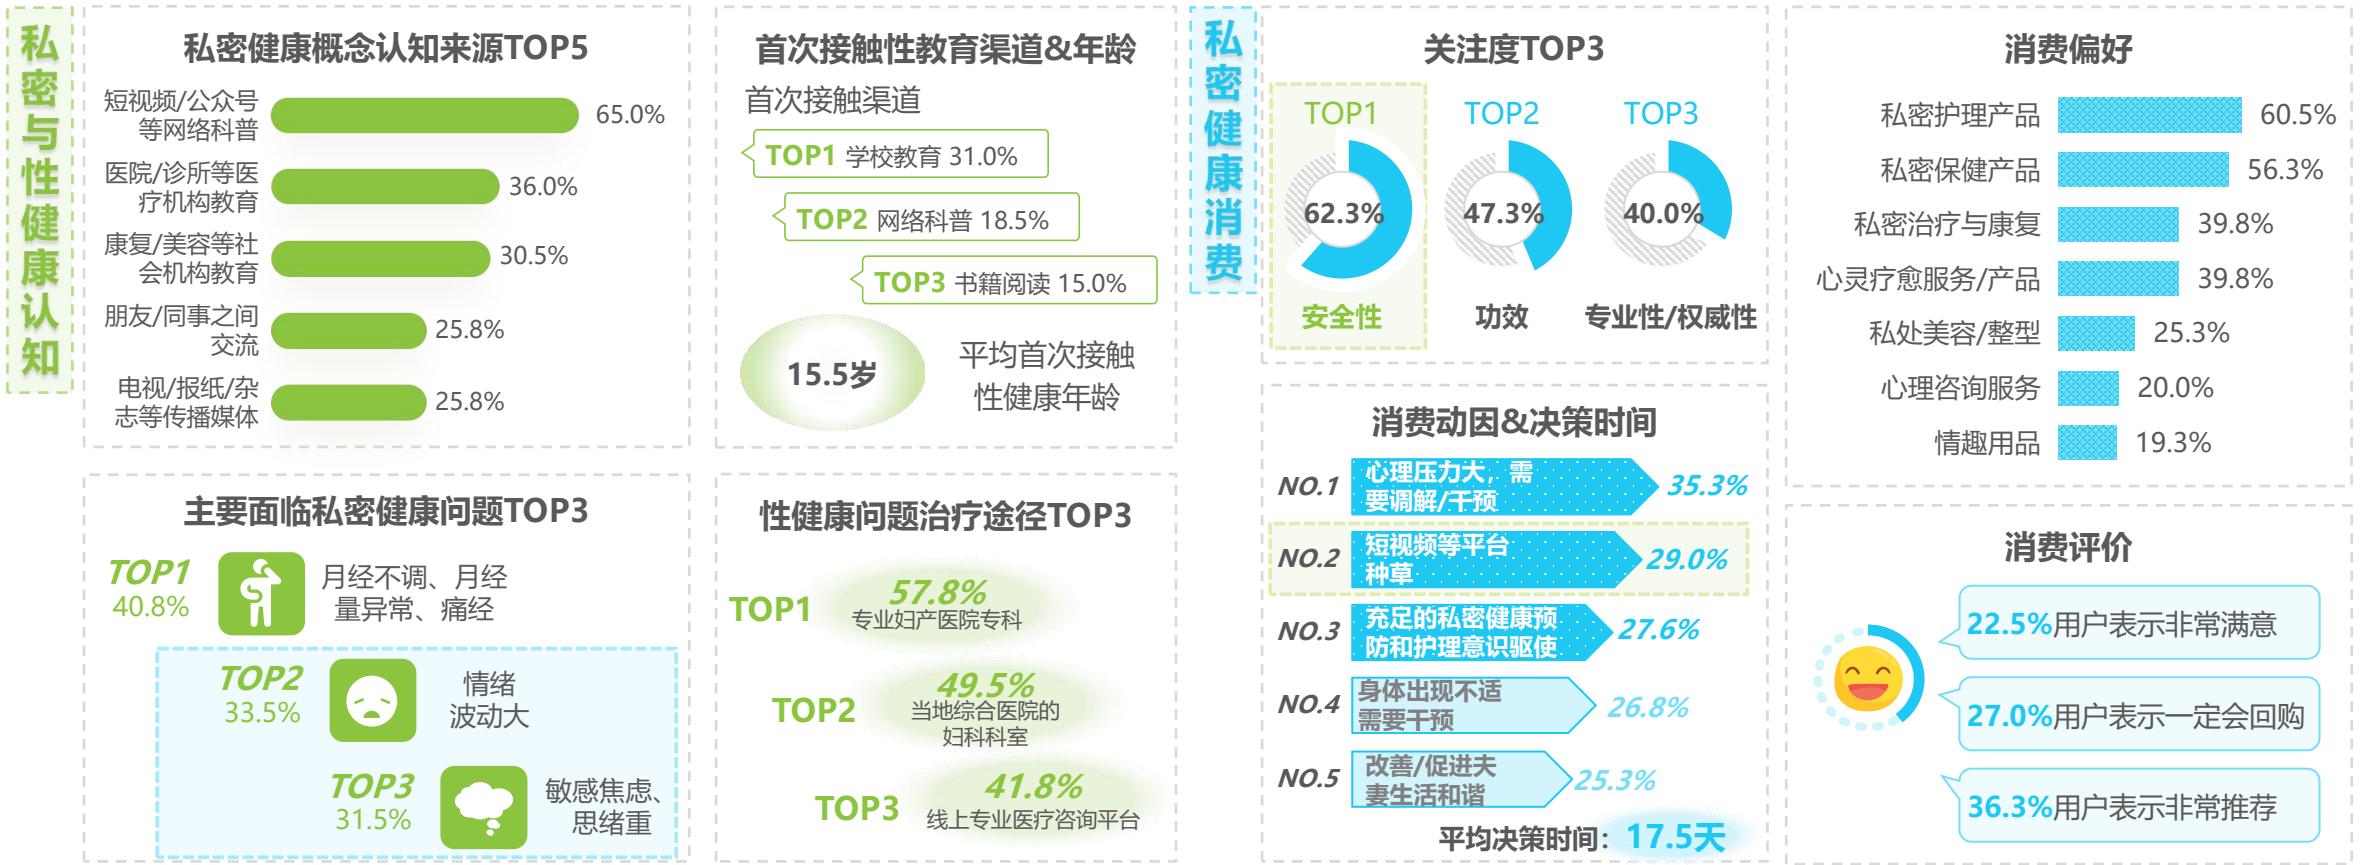 私密与性健康认知
私密健康概念认知来源TOP5
短视频/公众号
等网络科普
65.0%
医院/诊所等医
疗机构教育
36.0%
康复/美容等社
会机构教育
30.5%
朋友/同事之间
交流
25.8%
电视/报纸/杂
志等传播媒体
25.8%
首次接触性教育渠道&年龄
首次接触渠道
TOP1 学校教育 31.0%
TOP2 网络科普 18.5%
TOP3 书籍阅读 15.0%
15.5岁
平均首次接触
性健康年龄
主要面临私密健康问题TOP3
TOP1
40.8%
月经不调、月经
量异常、痛经
TOP2
33.5%
情绪
波动大
TOP3
31.5%
敏感焦虑、
思绪重
性健康问题治疗途径TOP3
TOP1
57.8%
专业妇产医院专科
TOP2
49.5%
当地综合医院的
妇科科室
TOP3
41.8%
线上专业医疗咨询平台
私密健康消费
关注度TOP3
TOP1
62.3%
安全性
TOP2
47.3%
功效
TOP3
40.0%
专业性/权威性
消费动因&决策时间
NO.1
心理压力大，需
要调解/干预
35.3%
NO.2
短视频等平台
种草
29.0%
NO.3
充足的私密健康预
防和护理意识驱使
27.6%
NO.4
身体出现不适
需要干预
26.8%
NO.5
改善/促进夫
妻生活和谐
25.3%
平均决策时间：17.5天
消费偏好
私密护理产品 60.5%
私密保健产品 56.3%
私密治疗与康复 39.8%
心灵疗愈服务/产品 39.8%
私处美容/整型 25.3%
心理咨询服务 20.0%
情趣用品 19.3%
消费评价
22.5%用户表示非常满意
27.0%用户表示一定会回购
36.3%用户表示非常推荐